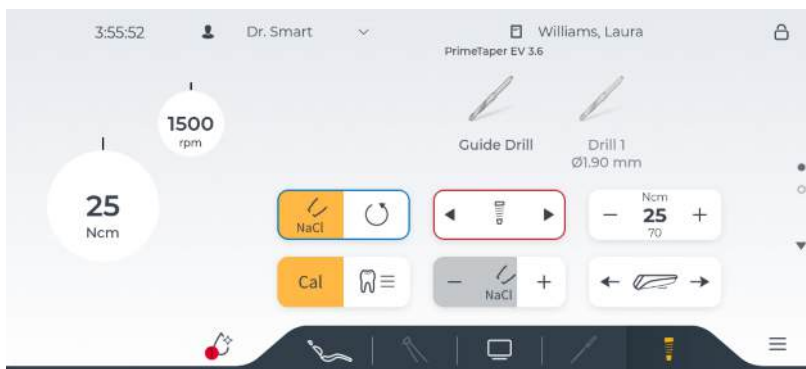 3:55:52 Dr. Smart Williams, Laura
PrimeTaper EV 3.6
1500
rpm
Guide Drill
Drill 1
Ø1.90 mm
25
Ncm
NaCl
Ncm
25
70
Cal
NaCl